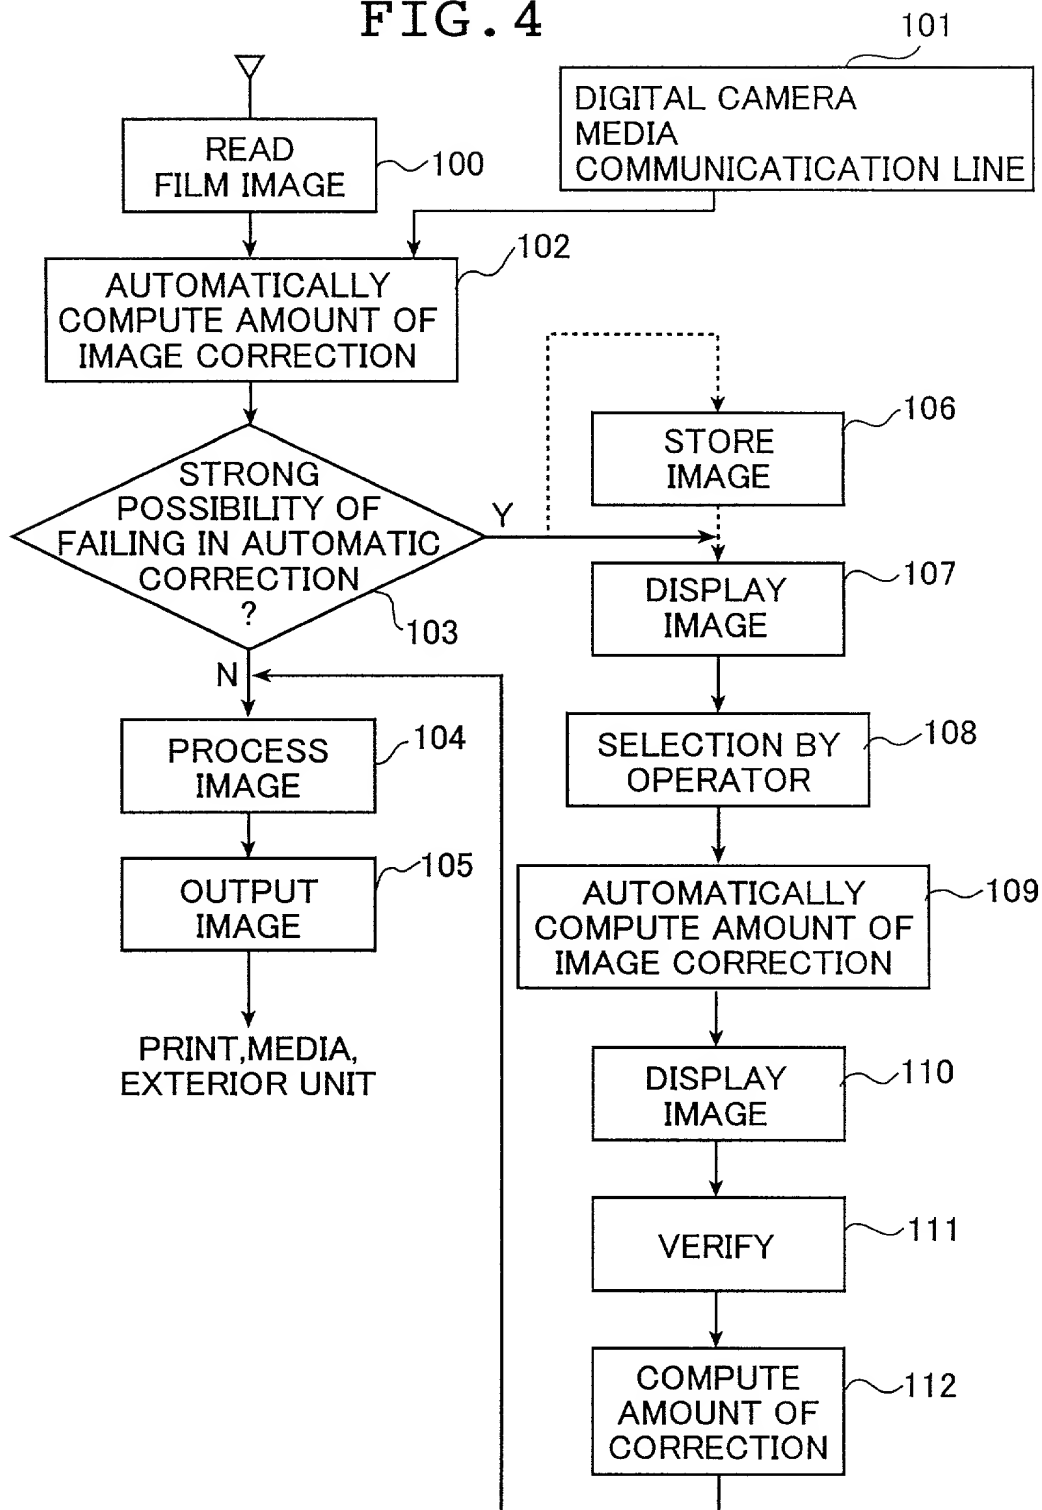 FIG.4
101
DIGITAL CAMERA
MEDIA
COMMUNICATICATION LINE
READ
FILM IMAGE
100
102
AUTOMATICALLY
COMPUTE AMOUNT OF
IMAGE CORRECTION
106
STORE
IMAGE
STRONG
POSSIBILITY OF
FAILING IN AUTOMATIC
CORRECTION
?
Y
103
N
107
DISPLAY
IMAGE
108
SELECTION BY
OPERATOR
104
PROCESS
IMAGE
105
OUTPUT
IMAGE
PRINT,MEDIA,
EXTERIOR UNIT
109
AUTOMATICALLY
COMPUTE AMOUNT OF
IMAGE CORRECTION
110
DISPLAY
IMAGE
111
VERIFY
112
COMPUTE
AMOUNT OF
CORRECTION